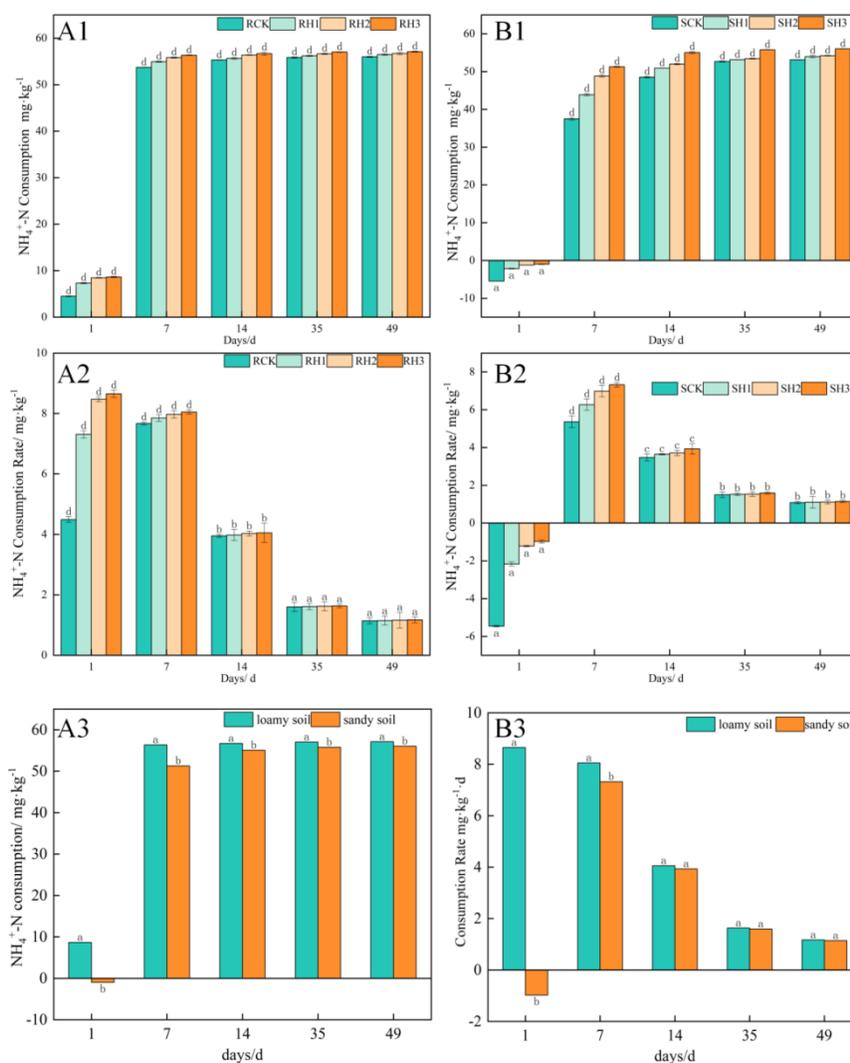 A1
RCK RH1 RH2 RH3
NH₄⁺-N Consumption mg·kg⁻¹
60
50
40
30
20
10
0
d d d d
d d d d
d d d d
d d d d
d d d d
1 7 14 35 49
Days/d
B1
SCK SH1 SH2 SH3
NH₄⁺-N Consumption mg·kg⁻¹
60
50
40
30
20
10
0
-10
a a a a
d d d d
d d d d
d d d d
d d d d
1 7 14 35 49
Days/d
A2
RCK RH1 RH2 RH3
NH₄⁺-N Consumption Rate/ mg·kg⁻¹
10
8
6
4
2
0
d d d d
d d d d
b b b b
a a a a
a a a a
1 7 14 35 49
Days/ d
B2
SCK SH1 SH2 SH3
NH₄⁺-N Consumption Rate/ mg·kg⁻¹
8
6
4
2
0
-2
-4
-6
a a a a
d d d d
c c c c
b b b b
b b b b
1 7 14 35 49
Days/ d
A3
loamy soil sandy soil
NH₄⁺-N consumption/ mg·kg⁻¹
60
50
40
30
20
10
0
-10
a b
a b
a b
a b
a b
1 7 14 35 49
days/d
B3
loamy soil sandy soi
Consumption Rate mg·kg⁻¹·d
10
8
6
4
2
0
-2
a b
a b
a a
a a
a a
1 7 14 35 49
days/d